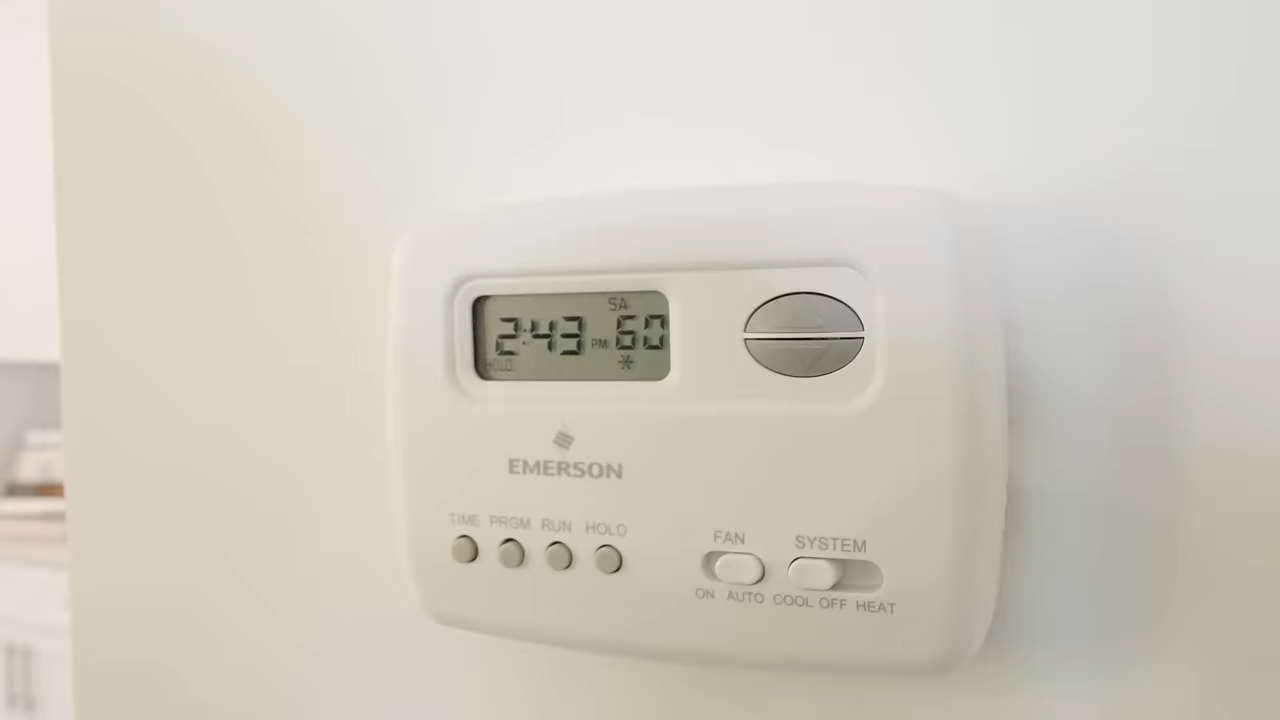 SA
2:43 PM 60
HOLD
EMERSON
TIME PRGM RUN HOLD
FAN SYSTEM
ON AUTO COOL OFF HEAT